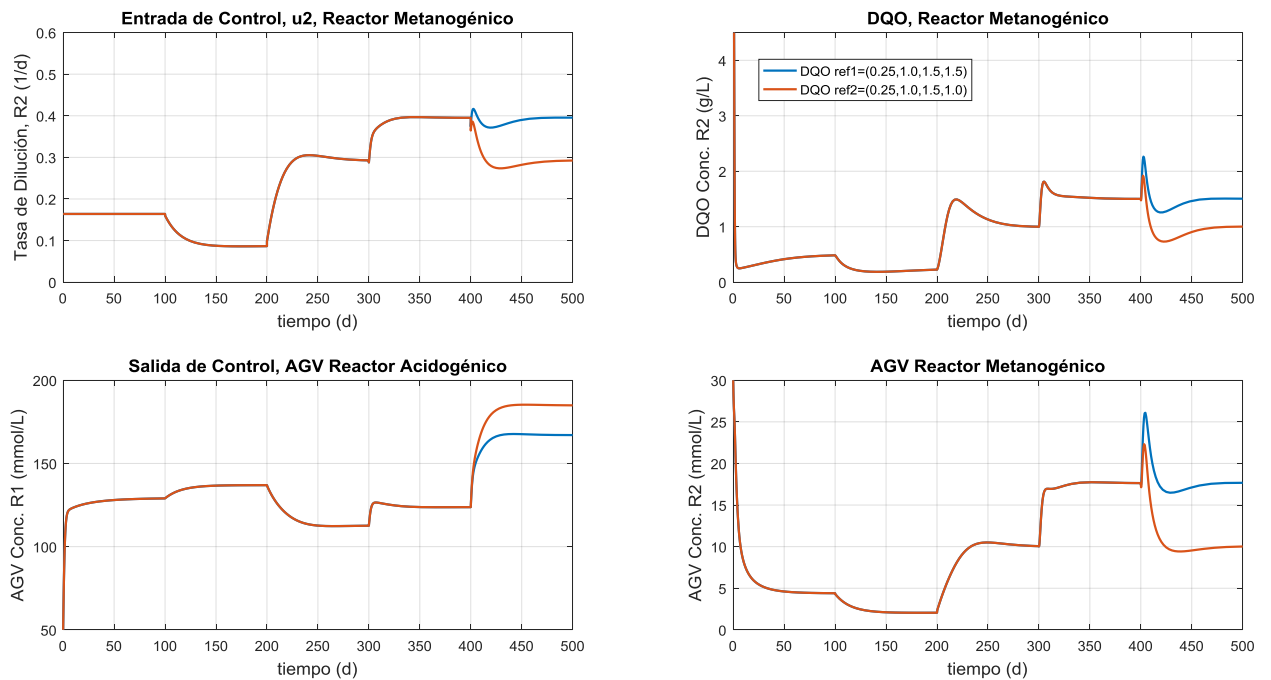 Entrada de Control, u2, Reactor Metanogénico
Tasa de Dilución, R2 (1/d)
0.6
0.5
0.4
0.3
0.2
0.1
0
0 50 100 150 200 250 300 350 400 450 500
tiempo (d)
DQO, Reactor Metanogénico
DQO Conc. R2 (g/L)
4
3
2
1
0
DQO ref1=(0.25,1.0,1.5,1.5)
DQO ref2=(0.25,1.0,1.5,1.0)
0 50 100 150 200 250 300 350 400 450 500
tiempo (d)
Salida de Control, AGV Reactor Acidogénico
AGV Conc. R1 (mmol/L)
200
150
100
50
0 50 100 150 200 250 300 350 400 450 500
tiempo (d)
AGV Reactor Metanogénico
AGV Conc. R2 (mmol/L)
30
25
20
15
10
5
0
0 50 100 150 200 250 300 350 400 450 500
tiempo (d)